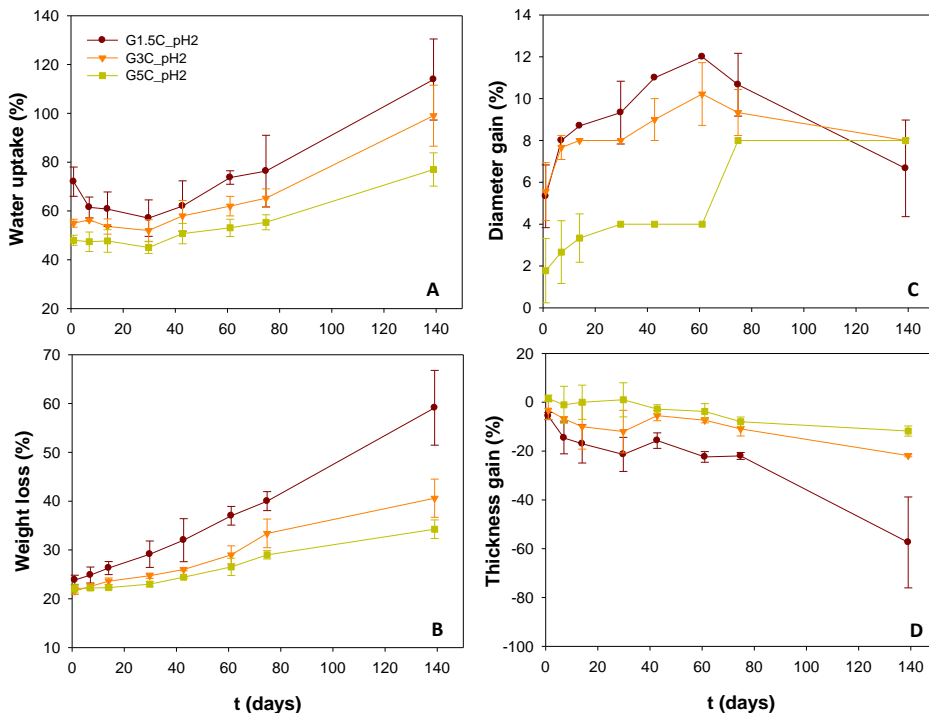 140
120
100
80
60
40
20
Water uptake (%)
G1.5C_pH2
G3C_pH2
G5C_pH2
A
0 20 40 60 80 100 120 140
14
12
10
8
6
4
2
0
Diameter gain (%)
C
0 20 40 60 80 100 120 140
70
60
50
40
30
20
10
Weight loss (%)
B
0 20 40 60 80 100 120 140
t (days)
20
0
-20
-40
-60
-80
-100
Thickness gain (%)
D
0 20 40 60 80 100 120 140
t (days)